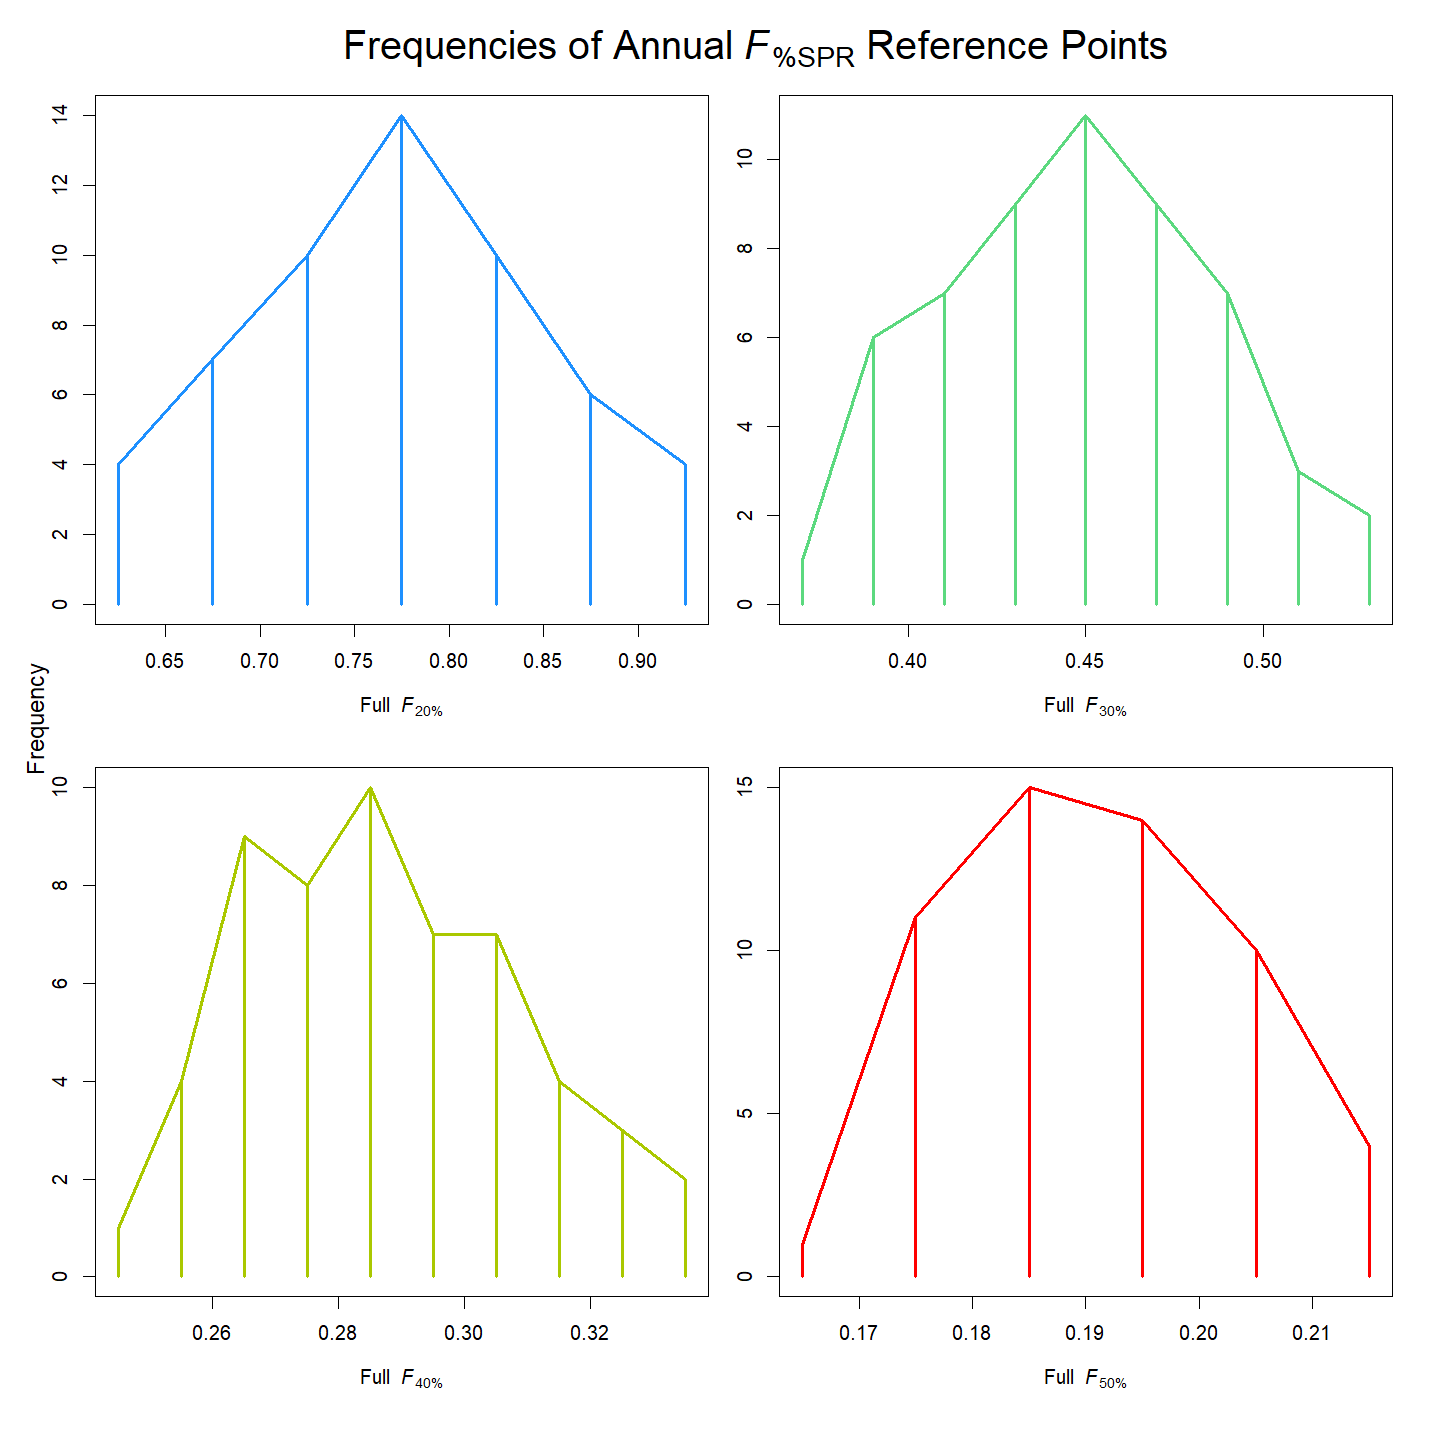 Frequencies of Annual F%SPR Reference Points
Frequency
0 2 4 6 8 10 12 14
0.65 0.70 0.75 0.80 0.85 0.90
Full F20%
0 2 4 6 8 10
0.40 0.45 0.50
Full F30%
0 2 4 6 8 10
0.26 0.28 0.30 0.32
Full F40%
0 5 10 15
0.17 0.18 0.19 0.20 0.21
Full F50%